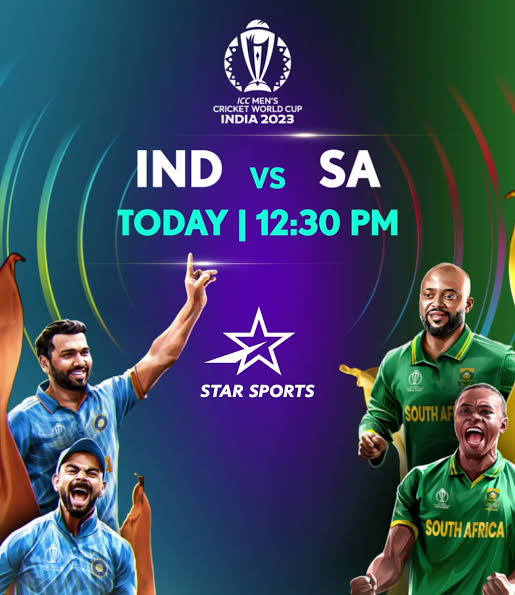 ICC MEN'S
CRICKET WORLD CUP
INDIA 2023
IND VS SA
TODAY | 12:30 PM
STAR SPORTS
SOUTH AF
SOUTH AFRICA